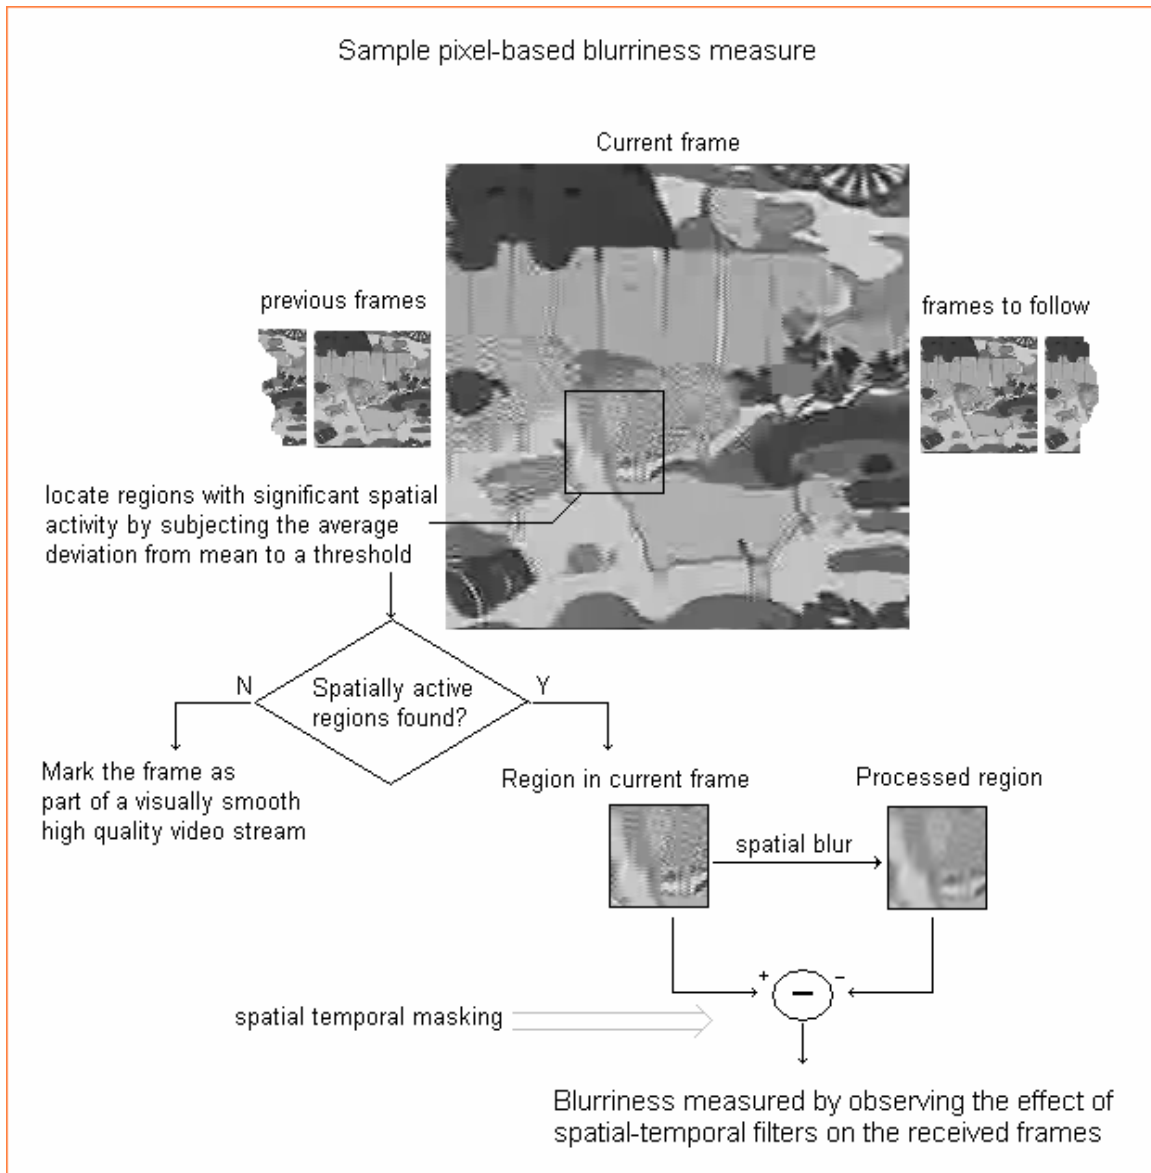 Sample pixel-based blurriness measure
Current frame
previous frames
frames to follow
locate regions with significant spatial
activity by subjecting the average
deviation from mean to a threshold
N
Y
Spatially active
regions found?
Mark the frame as
part of a visually smooth
high quality video stream
Region in current frame
Processed region
spatial blur
+
−
−
spatial temporal masking
Blurriness measured by observing the effect of
spatial-temporal filters on the received frames